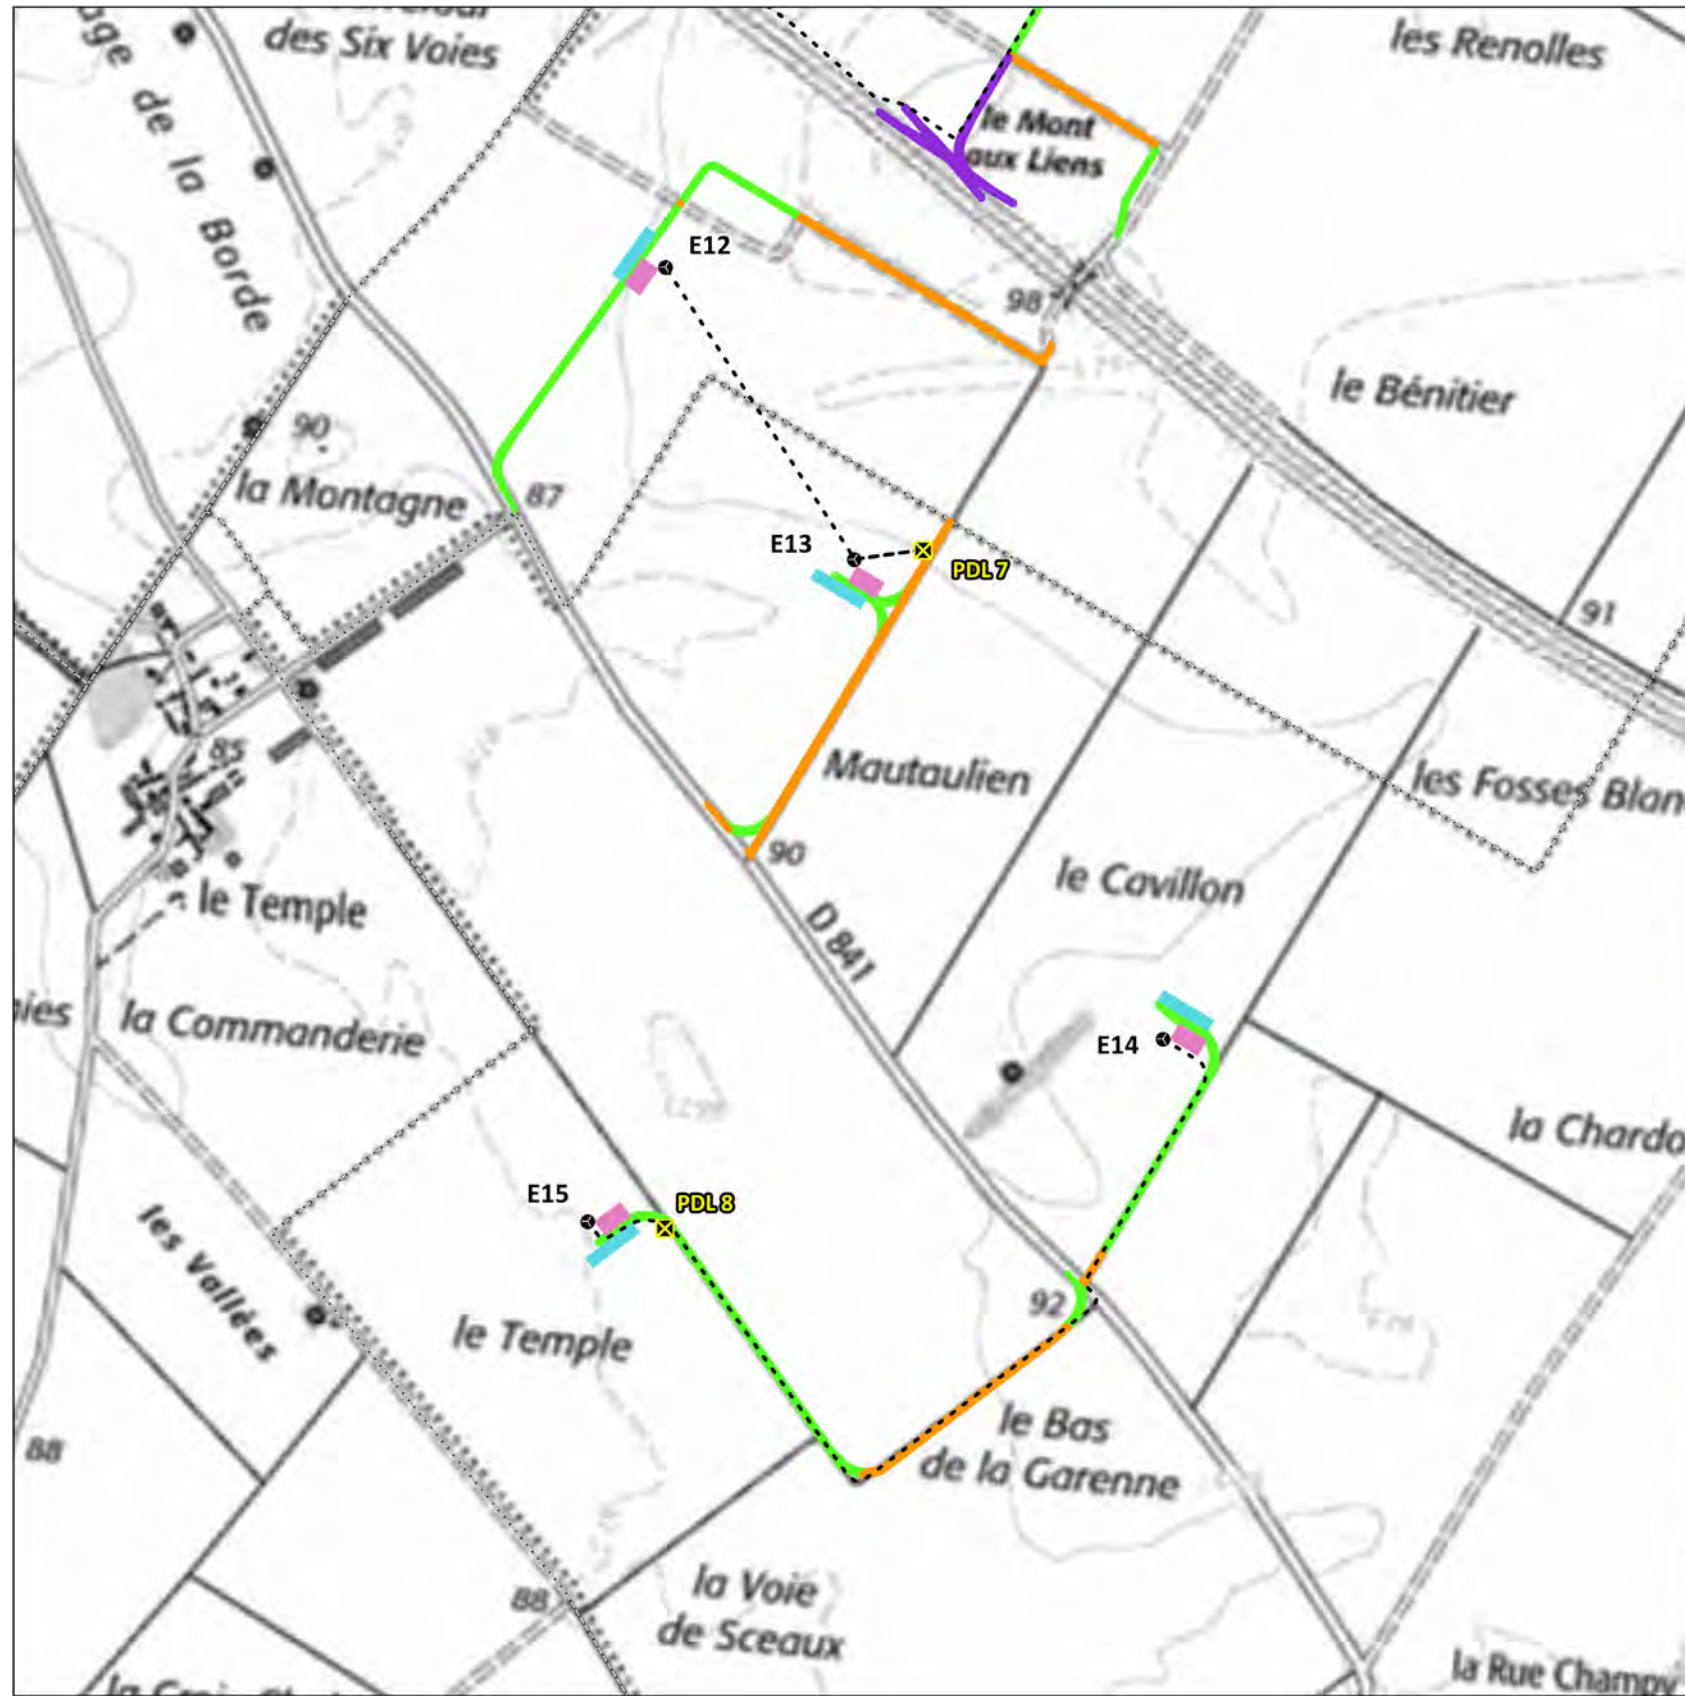 des Six Voies
les Renolles
age de la Borde
le Mont
aux Liens
E12
98
le Bénitier
90
la Montagne
87
E13
PDL 7
91
85
Mautaulien
les Fosses Blan
90
le Cavillon
le Temple
D 841
la Commanderie
E14
la Chardo
E15
PDL 8
les Vallées
92
le Temple
le Bas
de la Garenne
88
88
la Voie
de Sceaux
la Rue Champy